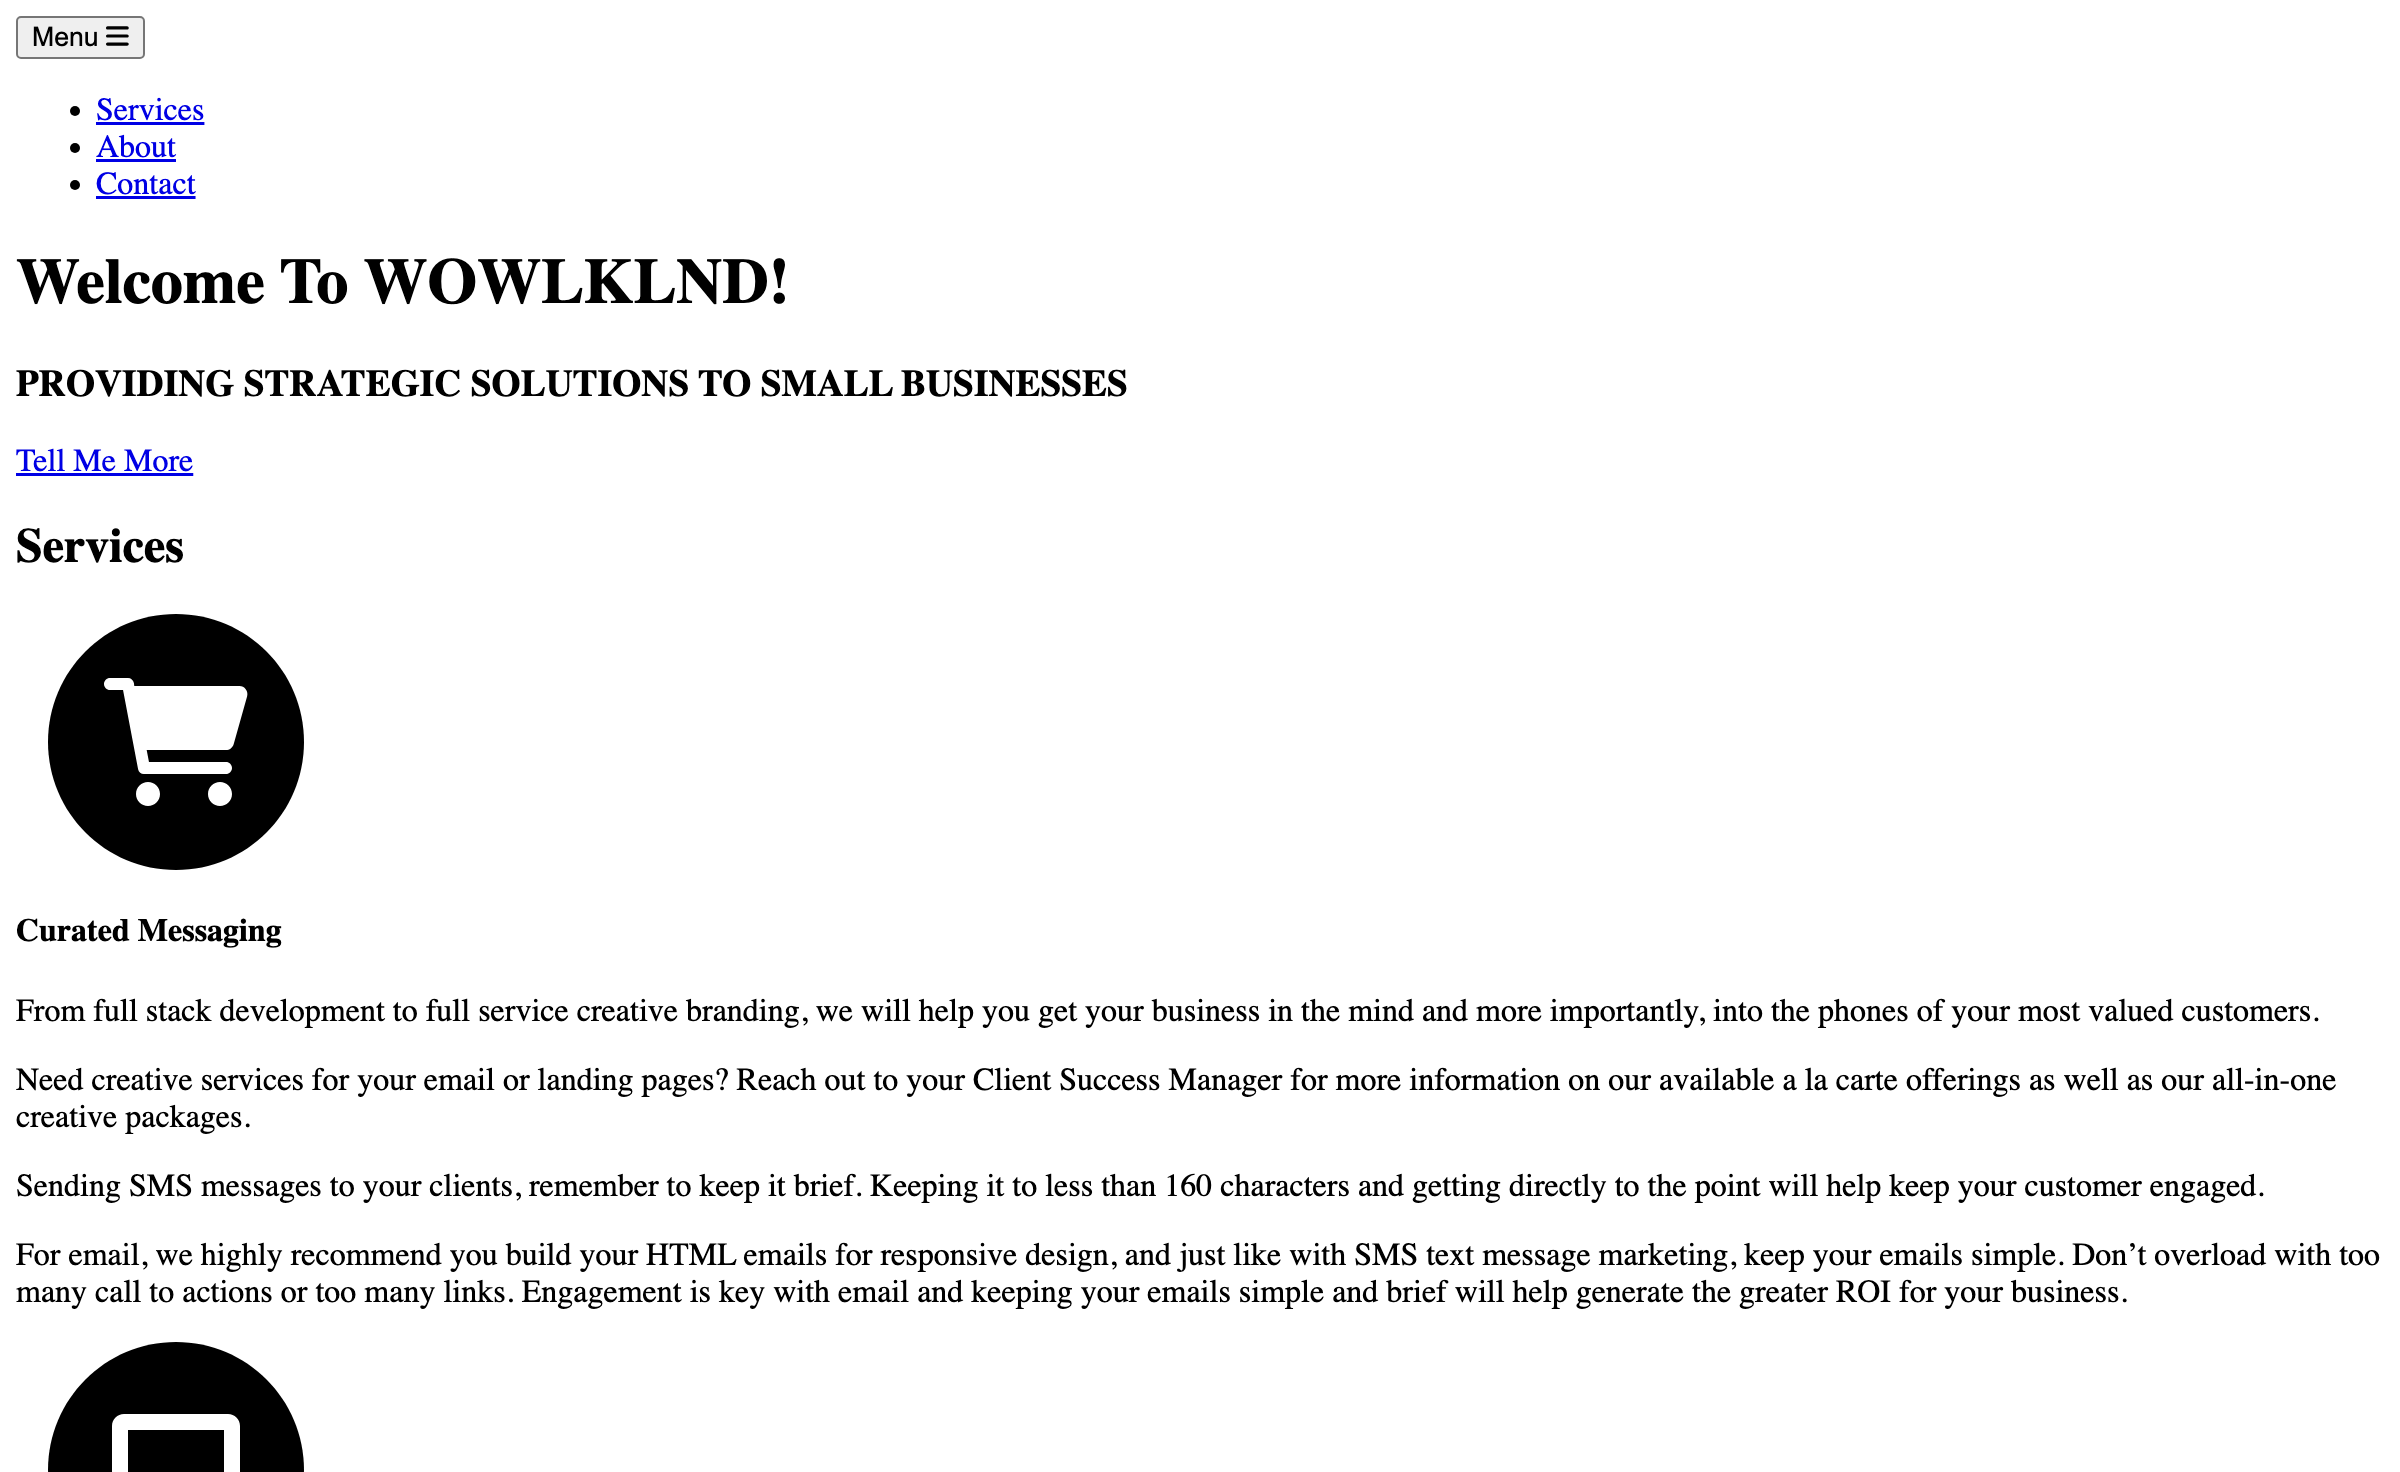 Menu
Services
About
Contact
Welcome To WOWLKLND!
PROVIDING STRATEGIC SOLUTIONS TO SMALL BUSINESSES
Tell Me More
Services
Curated Messaging
From full stack development to full service creative branding, we will help you get your business in the mind and more importantly, into the phones of your most valued customers.
Need creative services for your email or landing pages? Reach out to your Client Success Manager for more information on our available a la carte offerings as well as our all-in-one
creative packages.
Sending SMS messages to your clients, remember to keep it brief. Keeping it to less than 160 characters and getting directly to the point will help keep your customer engaged.
For email, we highly recommend you build your HTML emails for responsive design, and just like with SMS text message marketing, keep your emails simple. Don’t overload with too
many call to actions or too many links. Engagement is key with email and keeping your emails simple and brief will help generate the greater ROI for your business.